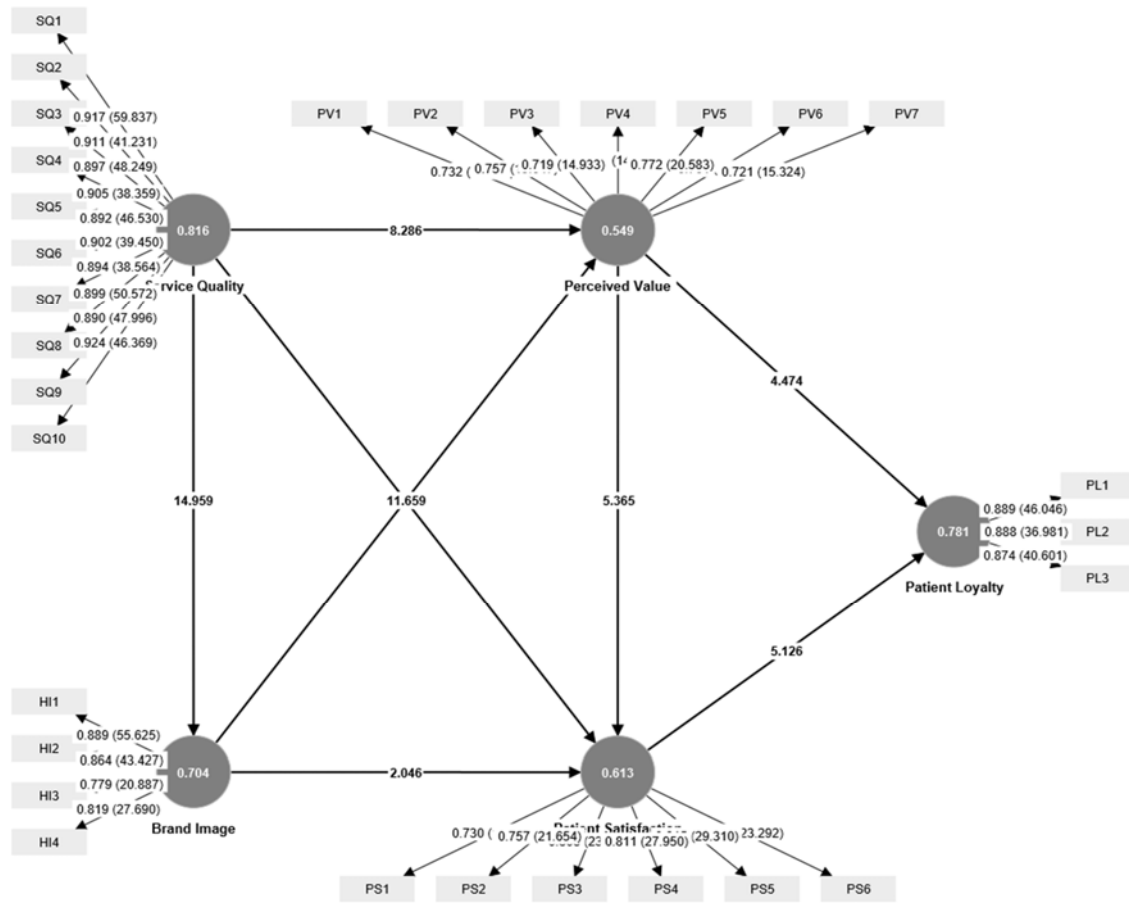 SQ1
SQ2
SQ3
SQ4
SQ5
SQ6
SQ7
SQ8
SQ9
SQ10
0.917 (59.837)
0.911 (41.231)
0.897 (48.249)
0.905 (38.359)
0.892 (46.530)
0.902 (39.450)
0.894 (38.564)
0.899 (50.572)
0.890 (47.996)
0.924 (46.369)
0.816
Service Quality
PV1 PV2 PV3 PV4 PV5 PV6 PV7
0.732 ( 0.757 0.719 (14.933) 0.772 (20.583) 0.721 (15.324)
8.286
0.549
Perceived Value
4.474
14.959
11.659
5.365
0.781
Patient Loyalty
0.889 (46.046)
0.888 (36.981)
0.874 (40.601)
PL1
PL2
PL3
5.126
HI1
HI2
HI3
HI4
0.889 (55.625)
0.864 (43.427)
0.779 (20.887)
0.819 (27.690)
0.704
Brand Image
2.046
0.613
Patient Satisfaction
0.730 ( 0.757 (21.654) 0.811 (27.950) (29.310) 23.292)
PS1 PS2 PS3 PS4 PS5 PS6